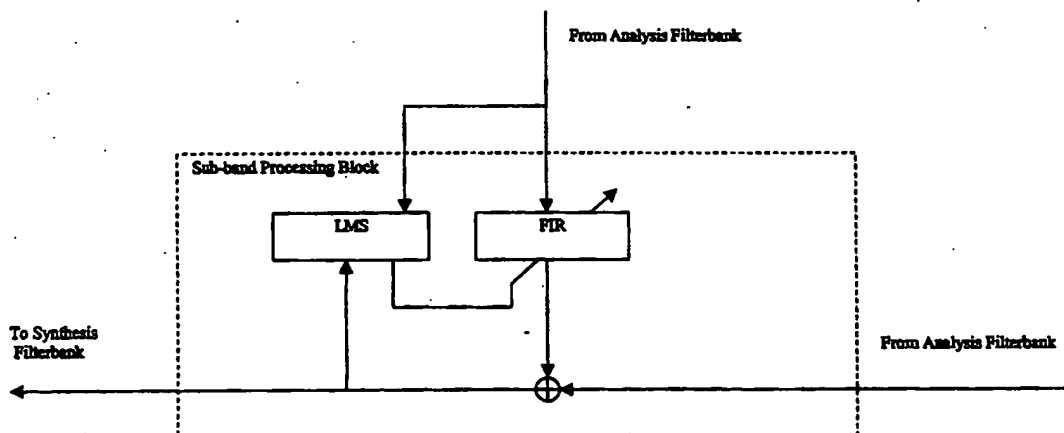 From Analysis Filterbank
Sub-band Processing Block
LMS
FIR
To Synthesis
Filterbank
From Analysis Filterbank